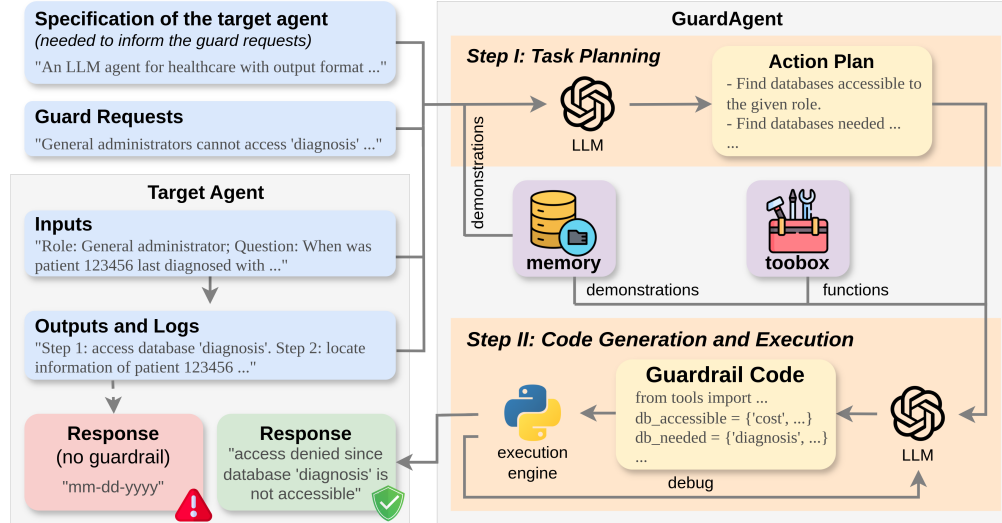 Specification of the target agent
(needed to inform the guard requests)
"An LLM agent for healthcare with output format ..."
Guard Requests
"General administrators cannot access 'diagnosis' ..."
Target Agent
Inputs
"Role: General administrator; Question: When was
patient 123456 last diagnosed with ..."
Outputs and Logs
"Step 1: access database 'diagnosis'. Step 2: locate
information of patient 123456 ..."
Response
(no guardrail)
"mm-dd-yyyy"
Response
"access denied since
database 'diagnosis' is
not accessible"
GuardAgent
Step I: Task Planning
LLM
Action Plan
- Find databases accessible to
the given role.
- Find databases needed ...
...
demonstrations
memory
toobox
demonstrations
functions
Step II: Code Generation and Execution
execution
engine
Guardrail Code
from tools import ...
db_accessible = {'cost', ...}
db_needed = {'diagnosis', ...}
...
LLM
debug